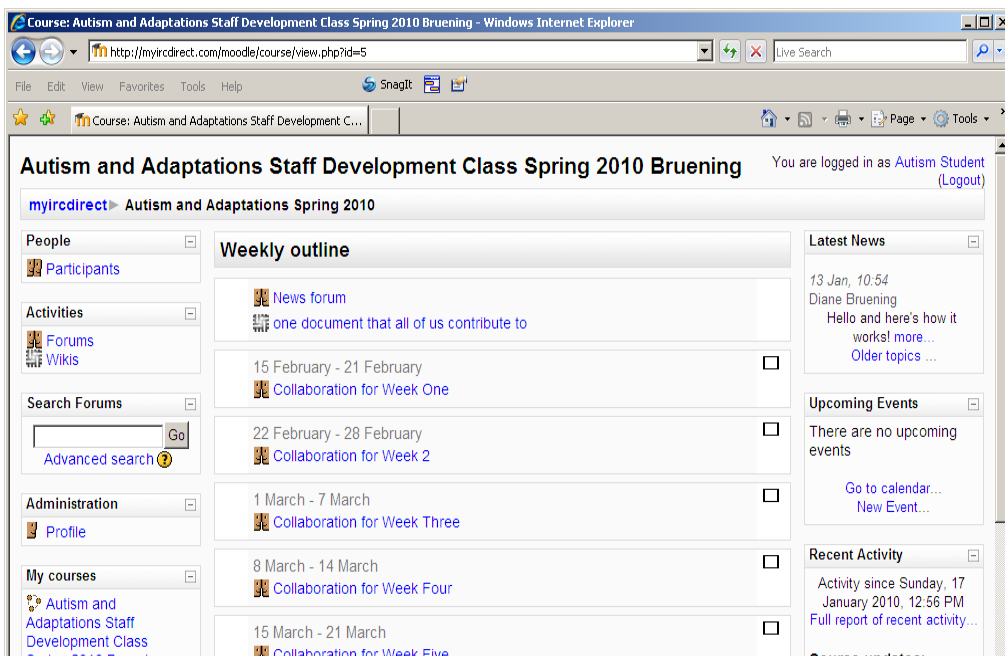 Course: Autism and Adaptations Staff Development Class Spring 2010 Bruening - Windows Internet Explorer
http://myircdirect.com/moodle/course/view.php?id=5
Live Search
File Edit View Favorites Tools Help
SnagIt
Course: Autism and Adaptations Staff Development C...
Page
Tools
Autism and Adaptations Staff Development Class Spring 2010 Bruening
You are logged in as Autism Student
(Logout)
myircdirect Autism and Adaptations Spring 2010
People
Participants
Activities
Forums
Wikis
Search Forums
Go
Advanced search ?
Administration
Profile
My courses
Autism and
Adaptations Staff
Development Class
Weekly outline
News forum
one document that all of us contribute to
15 February - 21 February
Collaboration for Week One
22 February - 28 February
Collaboration for Week 2
1 March - 7 March
Collaboration for Week Three
8 March - 14 March
Collaboration for Week Four
15 March - 21 March
Collaboration for Week Five
Latest News
13 Jan, 10:54
Diane Bruening
Hello and here's how it
works! more...
Older topics ...
Upcoming Events
There are no upcoming
events
Go to calendar...
New Event...
Recent Activity
Activity since Sunday, 17
January 2010, 12:56 PM
Full report of recent activity...
Course updates: